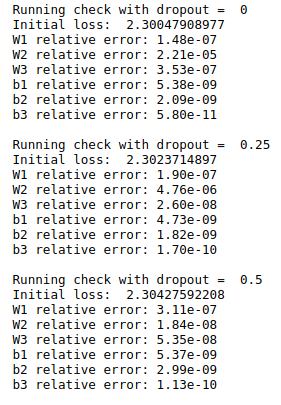 Running check with dropout =  0
Initial loss:  2.30047908977
W1 relative error: 1.48e-07
W2 relative error: 2.21e-05
W3 relative error: 3.53e-07
b1 relative error: 5.38e-09
b2 relative error: 2.09e-09
b3 relative error: 5.80e-11

Running check with dropout =  0.25
Initial loss:  2.3023714897
W1 relative error: 1.90e-07
W2 relative error: 4.76e-06
W3 relative error: 2.60e-08
b1 relative error: 4.73e-09
b2 relative error: 1.82e-09
b3 relative error: 1.70e-10

Running check with dropout =  0.5
Initial loss:  2.30427592208
W1 relative error: 3.11e-07
W2 relative error: 1.84e-08
W3 relative error: 5.35e-08
b1 relative error: 5.37e-09
b2 relative error: 2.99e-09
b3 relative error: 1.13e-10